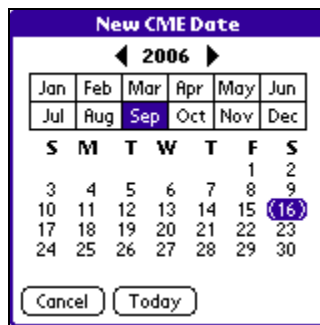 New CME Date
2006
Jan Feb Mar Apr May Jun
Jul Aug Sep Oct Nov Dec
S M T W T F S
1 2
3 4 5 6 7 8 9
10 11 12 13 14 15 16
17 18 19 20 21 22 23
24 25 26 27 28 29 30
Cancel Today